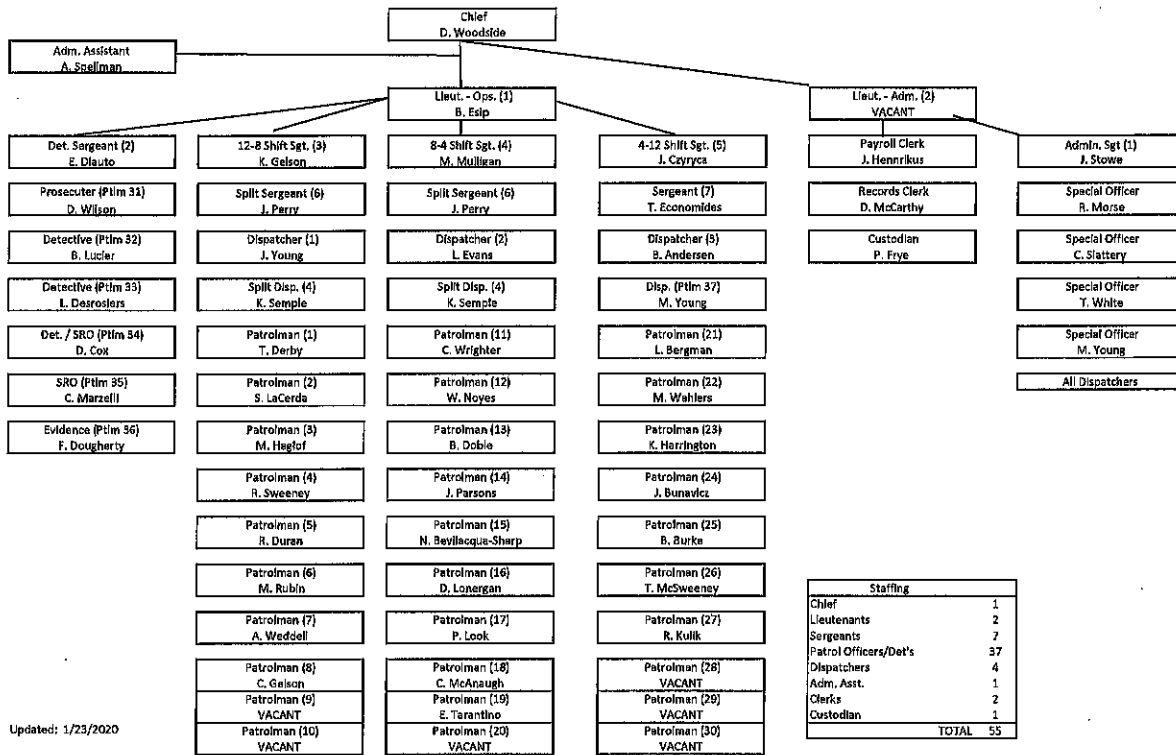 Chief
D. Woodside
Adm. Assistant
A. Spellman
Lieut. - Ops. (1)
B. Esip
Lieut. - Adm. (2)
VACANT
Det. Sergeant (2)
E. Diauto
Prosecuter (Ptlm 31)
D. Wilson
Detective (Ptlm 32)
B. Lucier
Detective (Ptlm 33)
L. Desrosiers
Det. / SRO (Ptlm 34)
D. Cox
SRO (Ptlm 35)
C. Marzelli
Evidence (Ptlm 36)
F. Dougherty
12-8 Shift Sgt. (3)
K. Gelson
Split Sergeant (6)
J. Perry
Dispatcher (1)
J. Young
Split Disp. (4)
K. Semple
Patrolman (1)
T. Derby
Patrolman (2)
S. LaCerda
Patrolman (3)
M. Haglof
Patrolman (4)
R. Sweeney
Patrolman (5)
R. Duran
Patrolman (6)
M. Rubin
Patrolman (7)
A. Weddell
Patrolman (8)
C. Gelson
Patrolman (9)
VACANT
Patrolman (10)
VACANT
8-4 Shift Sgt. (4)
M. Mulligan
Split Sergeant (6)
J. Perry
Dispatcher (2)
L. Evans
Split Disp. (4)
K. Semple
Patrolman (11)
C. Wrighter
Patrolman (12)
W. Noyes
Patrolman (13)
B. Doble
Patrolman (14)
J. Parsons
Patrolman (15)
N. Bevilacqua-Sharp
Patrolman (16)
D. Lonergan
Patrolman (17)
P. Look
Patrolman (18)
C. McAnaugh
Patrolman (19)
E. Tarantino
Patrolman (20)
VACANT
4-12 Shift Sgt. (5)
J. Czyryca
Sergeant (7)
T. Economides
Dispatcher (3)
B. Andersen
Disp. (Ptlm 37)
M. Young
Patrolman (21)
L. Bergman
Patrolman (22)
M. Wahlers
Patrolman (23)
K. Harrington
Patrolman (24)
J. Bunavicz
Patrolman (25)
B. Burke
Patrolman (26)
T. McSweeney
Patrolman (27)
R. Kulik
Patrolman (28)
VACANT
Patrolman (29)
VACANT
Patrolman (30)
VACANT
Payroll Clerk
J. Hennrikus
Records Clerk
D. McCarthy
Custodian
P. Frye
Admin. Sgt (1)
J. Stowe
Special Officer
R. Morse
Special Officer
C. Slattery
Special Officer
T. White
Special Officer
M. Young
All Dispatchers
Staffing
Chief 1
Lieutenants 2
Sergeants 7
Patrol Officers/Det's 37
Dispatchers 4
Adm. Asst. 1
Clerks 2
Custodian 1
TOTAL 55
Updated: 1/23/2020